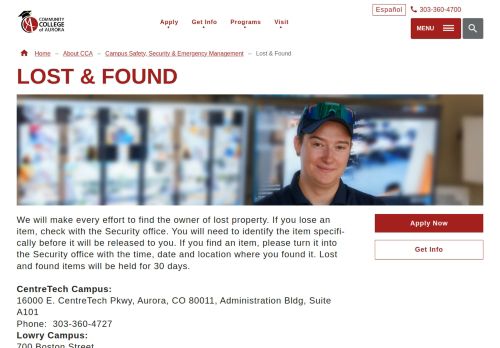 COMMUNITY
COLLEGE
of AURORA
Apply
Get Info
Programs
Visit
Español
303-360-4700
MENU
Home – About CCA – Campus Safety, Security & Emergency Management – Lost & Found
LOST & FOUND
We will make every effort to find the owner of lost property. If you lose an
item, check with the Security office. You will need to identify the item specifi-
cally before it will be released to you. If you find an item, please turn it into
the Security office with the time, date and location where you found it. Lost
and found items will be held for 30 days.
CentreTech Campus:
16000 E. CentreTech Pkwy, Aurora, CO 80011, Administration Bldg, Suite
A101
Phone:  303-360-4727
Lowry Campus:
700 Boston Street
Apply Now
Get Info